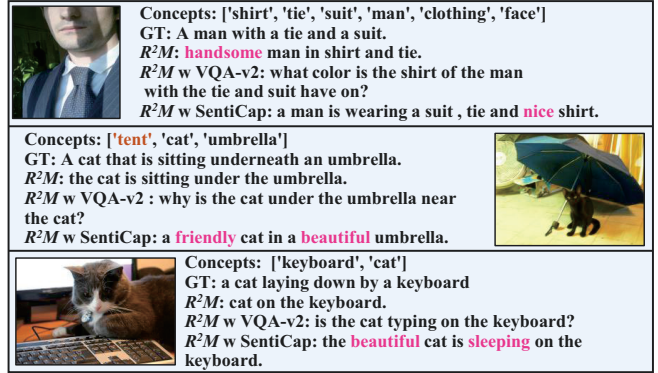 Concepts: ['shirt', 'tie', 'suit', 'man', 'clothing', 'face']
GT: A man with a tie and a suit.
R²M: handsome man in shirt and tie.
R²M w VQA-v2: what color is the shirt of the man
with the tie and suit have on?
R²M w SentiCap: a man is wearing a suit , tie and nice shirt.
Concepts: ['tent', 'cat', 'umbrella']
GT: A cat that is sitting underneath an umbrella.
R²M: the cat is sitting under the umbrella.
R²M w VQA-v2 : why is the cat under the umbrella near
the cat?
R²M w SentiCap: a friendly cat in a beautiful umbrella.
Concepts: ['keyboard', 'cat']
GT: a cat laying down by a keyboard
R²M: cat on the keyboard.
R²M w VQA-v2: is the cat typing on the keyboard?
R²M w SentiCap: the beautiful cat is sleeping on the
keyboard.